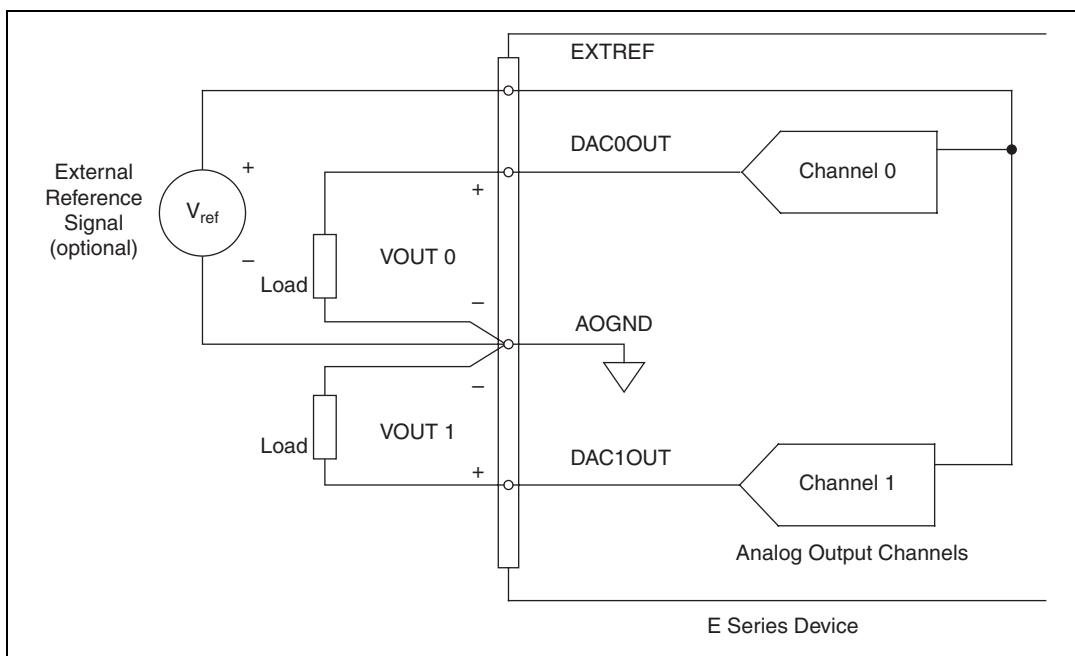 EXTREF
DAC0OUT
Channel 0
+
External
Reference
Signal
(optional)
Vref
+
–
VOUT 0
Load
–
AOGND
–
VOUT 1
Load
+
DAC1OUT
Channel 1
Analog Output Channels
E Series Device